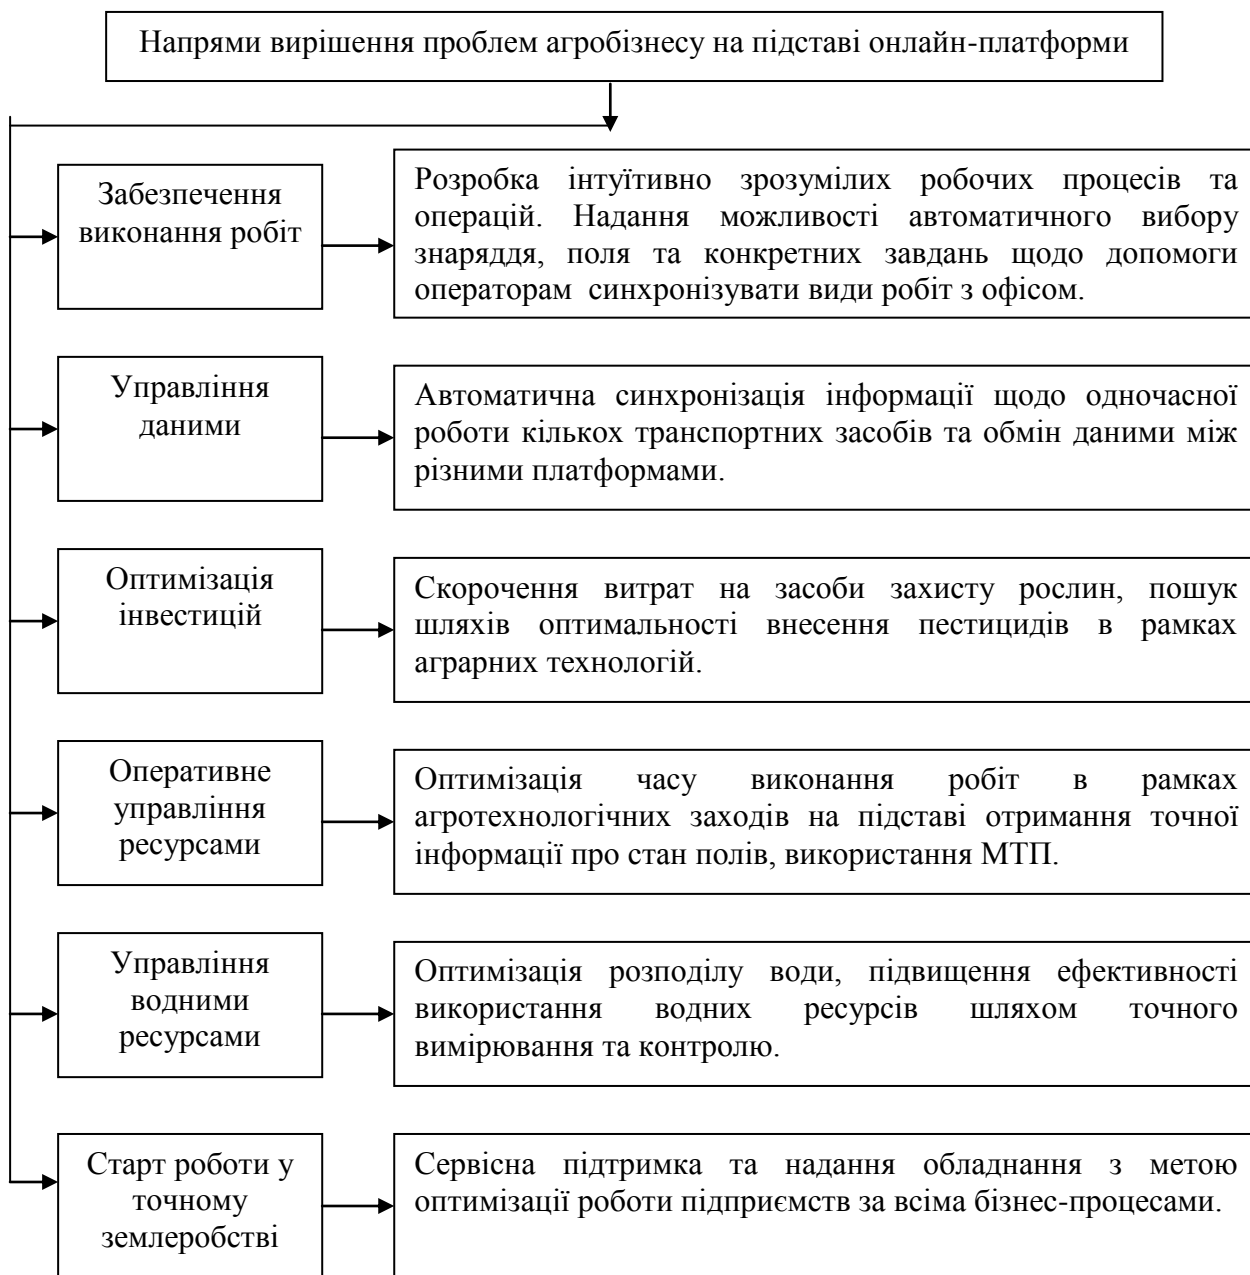 Напрями вирішення проблем агробізнесу на підставі онлайн-платформи
Забезпечення
виконання робіт
Розробка інтуїтивно зрозумілих робочих процесів та
операцій. Надання можливості автоматичного вибору
знаряддя, поля та конкретних завдань щодо допомоги
операторам синхронізувати види робіт з офісом.
Управління
даними
Автоматична синхронізація інформації щодо одночасної
роботи кількох транспортних засобів та обмін даними між
різними платформами.
Оптимізація
інвестицій
Скорочення витрат на засоби захисту рослин, пошук
шляхів оптимальності внесення пестицидів в рамках
аграрних технологій.
Оперативне
управління
ресурсами
Оптимізація часу виконання робіт в рамках
агротехнологічних заходів на підставі отримання точної
інформації про стан полів, використання МТП.
Управління
водними
ресурсами
Оптимізація розподілу води, підвищення ефективності
використання водних ресурсів шляхом точного
вимірювання та контролю.
Старт роботи у
точному
землеробстві
Сервісна підтримка та надання обладнання з метою
оптимізації роботи підприємств за всіма бізнес-процесами.